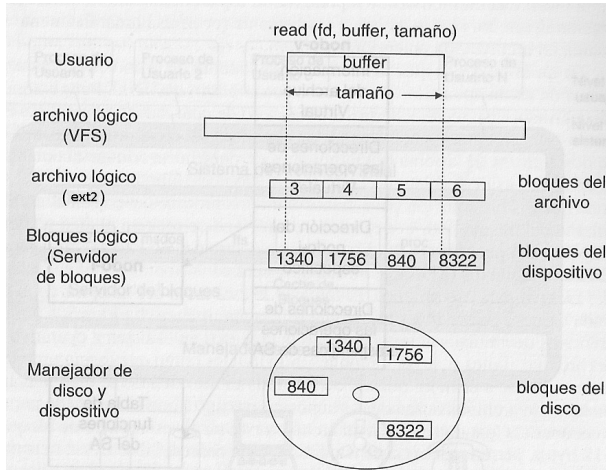 read (fd, buffer, tamaño)
Usuario
buffer
tamaño
archivo lógico
(VFS)
archivo lógico
( ext2 )
3 4 5 6
bloques del
archivo
Bloques lógico
(Servidor
de bloques)
1340 1756 840 8322
bloques del
dispositivo
Manejador de
disco y
dispositivo
1340
1756
840
8322
bloques del
disco